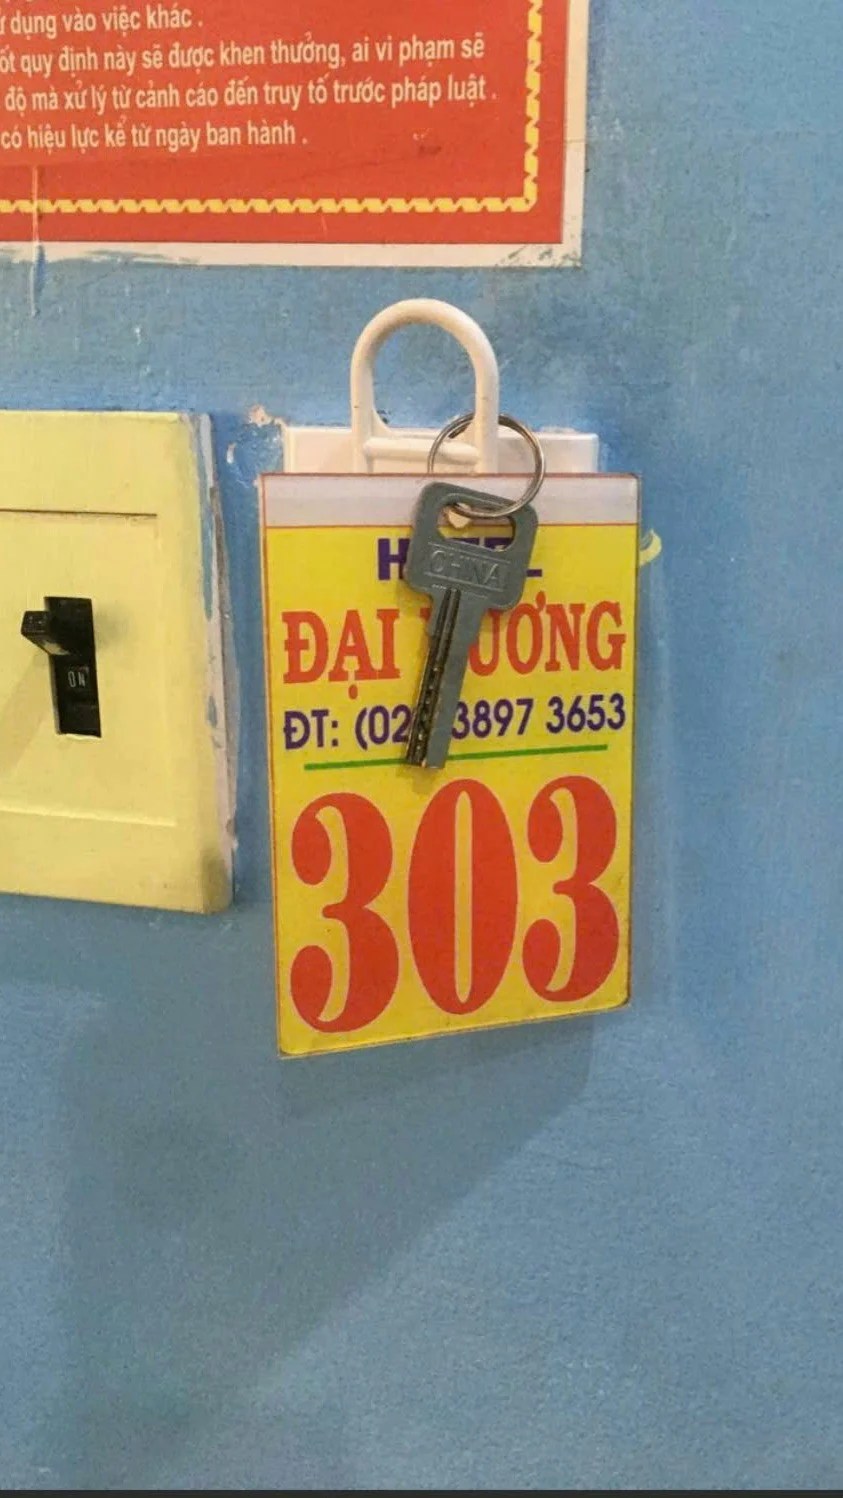 dụng vào việc khác .
quy định này sẽ được khen thưởng, ai vi phạm sẽ
độ mà xử lý từ cảnh cáo đến truy tố trước pháp luật .
có hiệu lực kể từ ngày ban hành .
CHINA
ĐẠI
ĐT: (02 3897 3653
303
ON